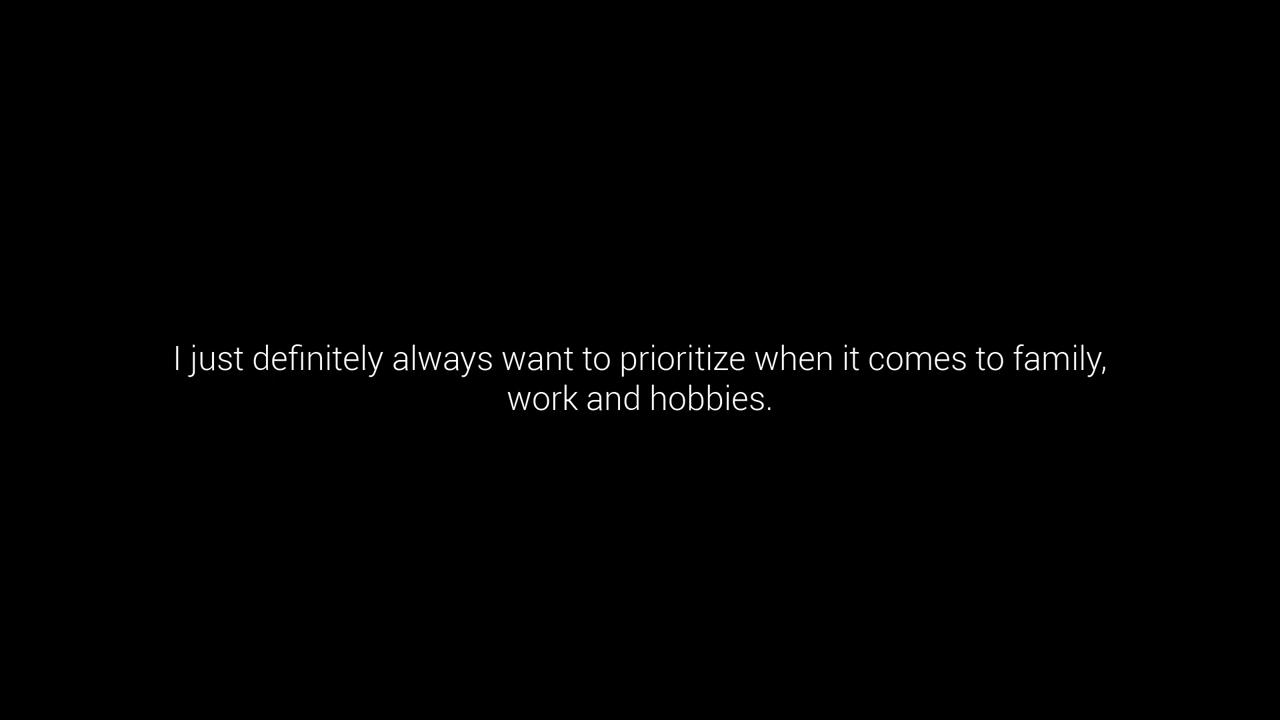 I just definitely always want to prioritize when it comes to family,
work and hobbies.